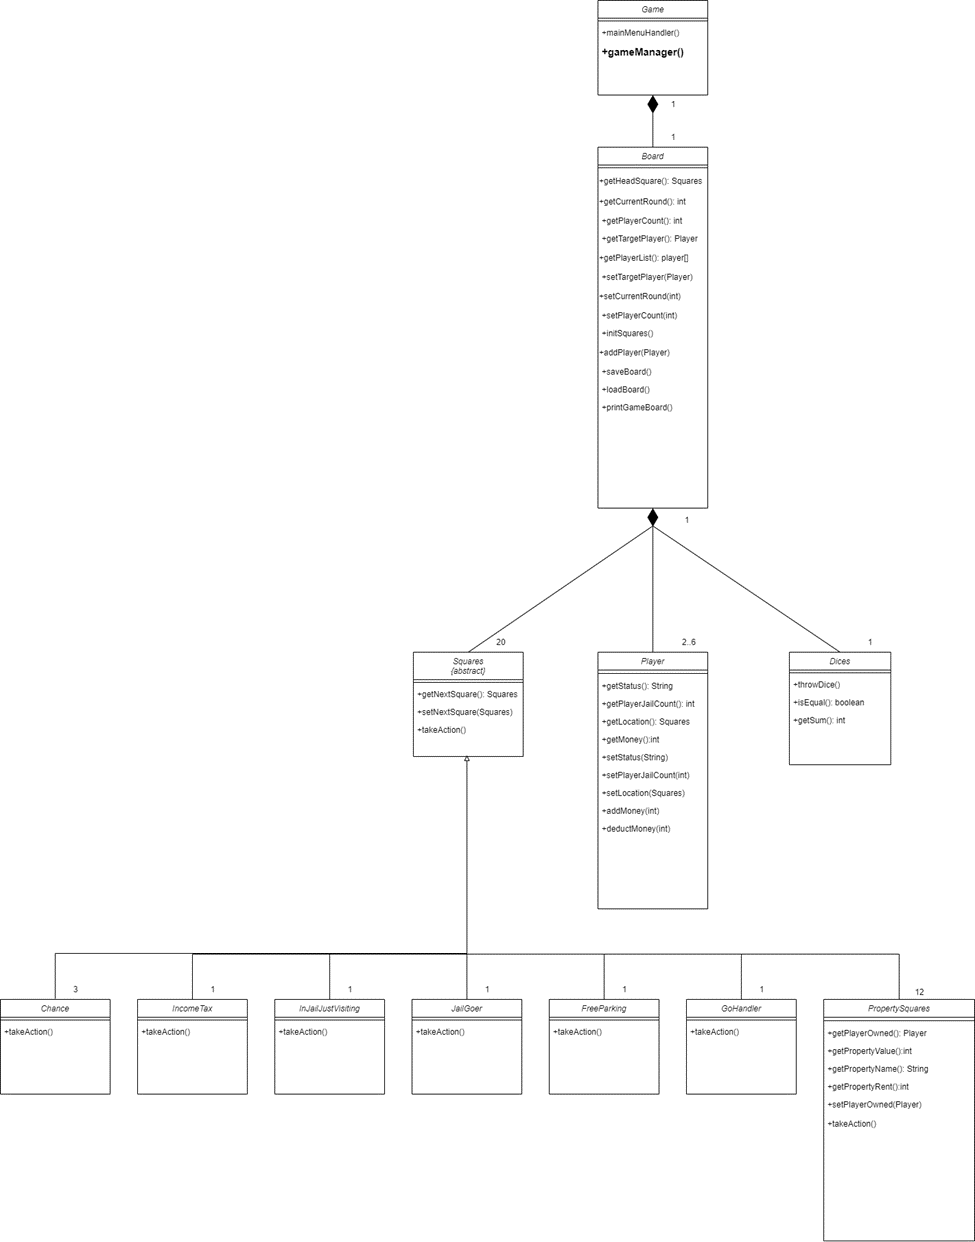 Game
+mainMenuHandler()
+gameManager()
1
1
Board
+getHeadSquare(): Squares
+getCurrentRound(): int
+getPlayerCount(): int
+getTargetPlayer(): Player
+getPlayerList(): player[]
+setTargetPlayer(Player)
+setCurrentRound(int)
+setPlayerCount(int)
+initSquares()
+addPlayer(Player)
+saveBoard()
+loadBoard()
+printGameBoard()
1
20
2..6
1
Squares
{abstract}
+getNextSquare(): Squares
+setNextSquare(Squares)
+takeAction()
Player
+getStatus(): String
+getPlayerJailCount(): int
+getLocation(): Squares
+getMoney():int
+setStatus(String)
+setPlayerJailCount(int)
+setLocation(Squares)
+addMoney(int)
+deductMoney(int)
Dices
+throwDice()
+isEqual(): boolean
+getSum(): int
3
Chance
+takeAction()
1
IncomeTax
+takeAction()
1
InJailJustVisiting
+takeAction()
1
JailGoer
+takeAction()
1
FreeParking
+takeAction()
1
GoHandler
+takeAction()
12
PropertySquares
+getPlayerOwned(): Player
+getPropertyValue():int
+getPropertyName(): String
+getPropertyRent():int
+setPlayerOwned(Player)
+takeAction()